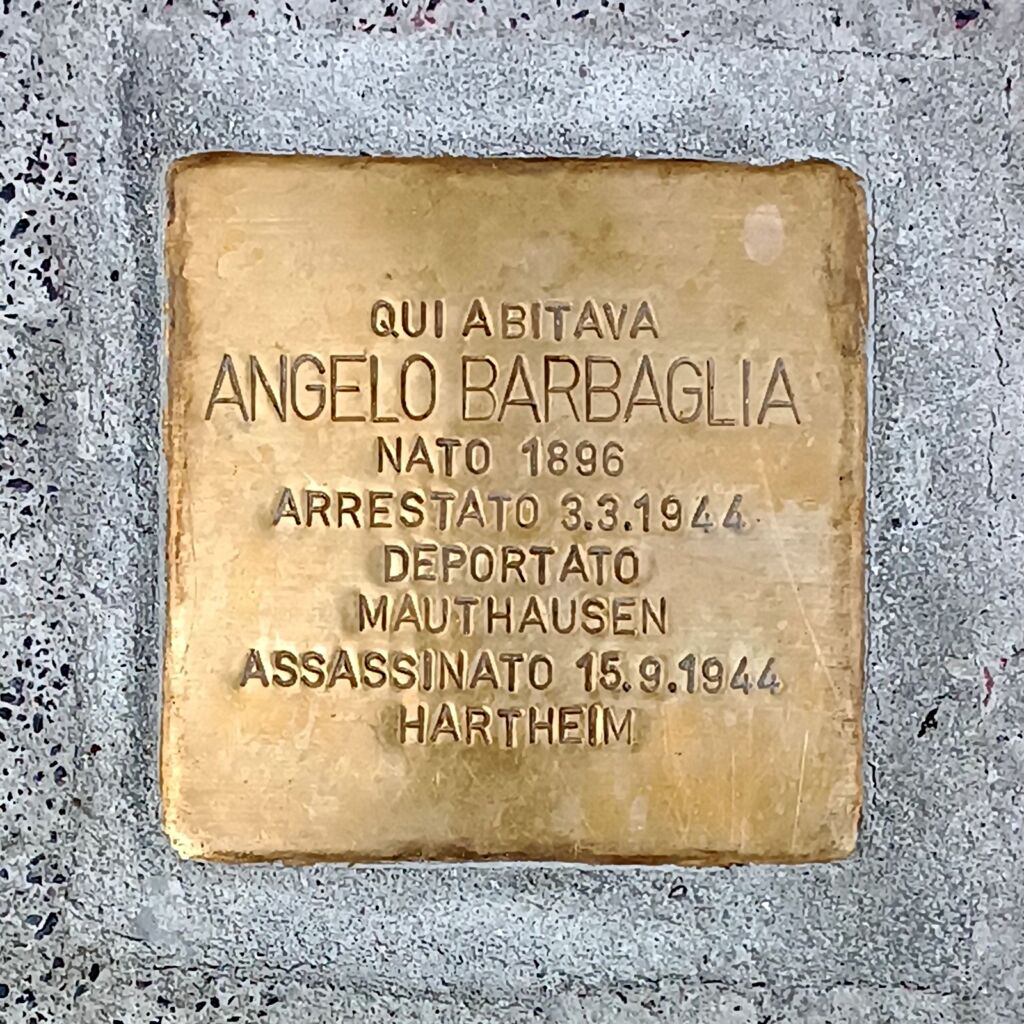 QUI ABITAVA
ANGELO BARBAGLIA
NATO 1896
ARRESTATO 3.3.1944
DEPORTATO
MAUTHAUSEN
ASSASSINATO 15.9.1944
HARTHEIM